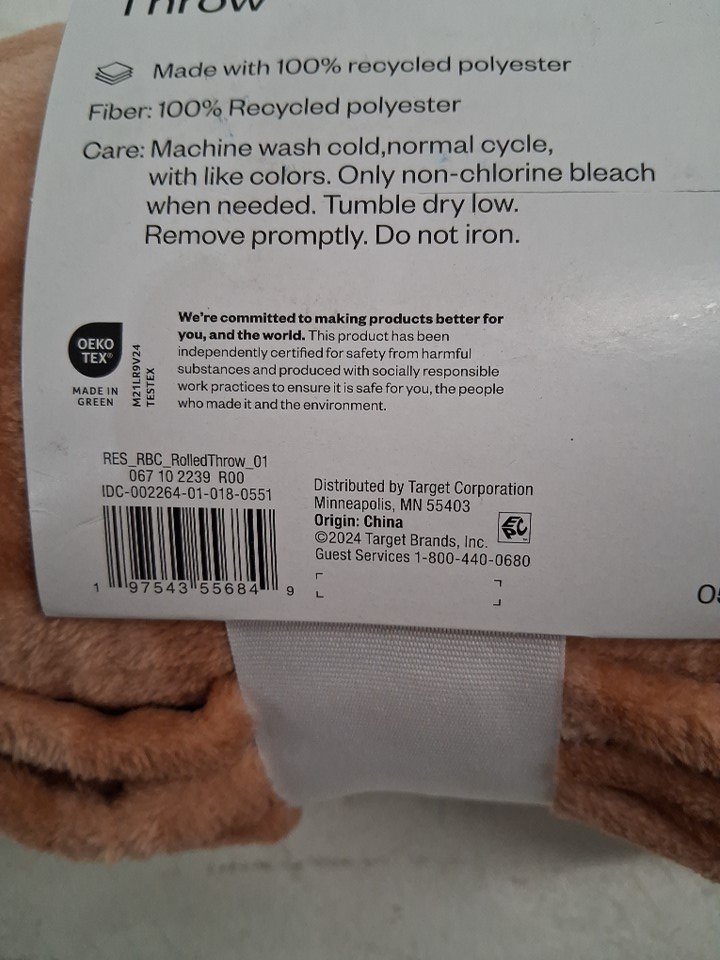 Throw
Made with 100% recycled polyester
Fiber: 100% Recycled polyester
Care: Machine wash cold,normal cycle,
with like colors. Only non-chlorine bleach
when needed. Tumble dry low.
Remove promptly. Do not iron.
OEKO
TEX®
MADE IN
GREEN
M21LR9V24
TESTEX
We're committed to making products better for
you, and the world. This product has been
independently certified for safety from harmful
substances and produced with socially responsible
work practices to ensure it is safe for you, the people
who made it and the environment.
RES_RBC_RolledThrow_01
067 10 2239 R00
IDC-002264-01-018-0551
1 97543 55684 9
Distributed by Target Corporation
Minneapolis, MN 55403
Origin: China
©2024 Target Brands, Inc.
Guest Services 1-800-440-0680